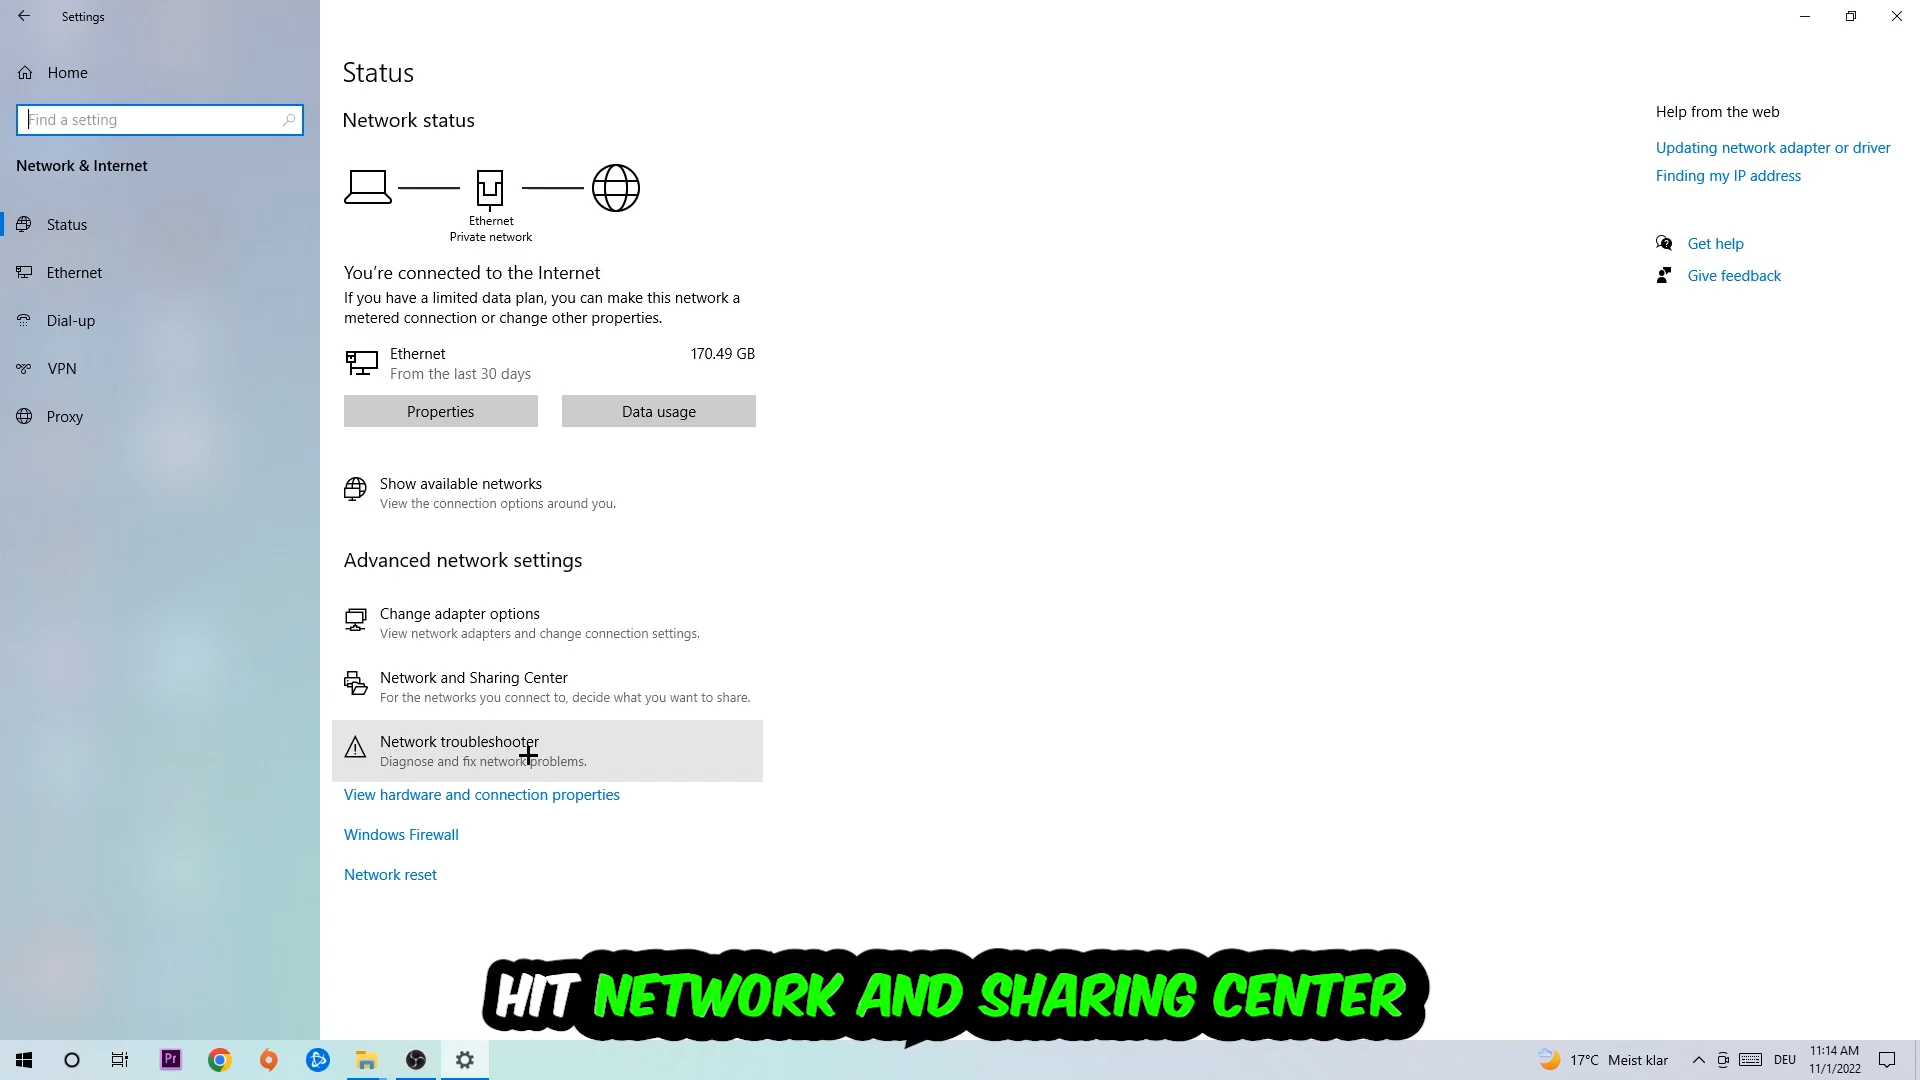 Settings
Home
Find a setting
Network & Internet
Status
Ethernet
Dial-up
VPN
Proxy
Status
Network status
Ethernet
Private network
You're connected to the Internet
If you have a limited data plan, you can make this network a
metered connection or change other properties.
Ethernet 170.49 GB
From the last 30 days
Properties Data usage
Show available networks
View the connection options around you.
Advanced network settings
Change adapter options
View network adapters and change connection settings.
Network and Sharing Center
For the networks you connect to, decide what you want to share.
Network troubleshooter
Diagnose and fix network problems.
View hardware and connection properties
Windows Firewall
Network reset
Help from the web
Updating network adapter or driver
Finding my IP address
Get help
Give feedback
HIT NETWORK AND SHARING CENTER
Pr
17°C Meist klar DEU 11:14 AM
11/1/2022